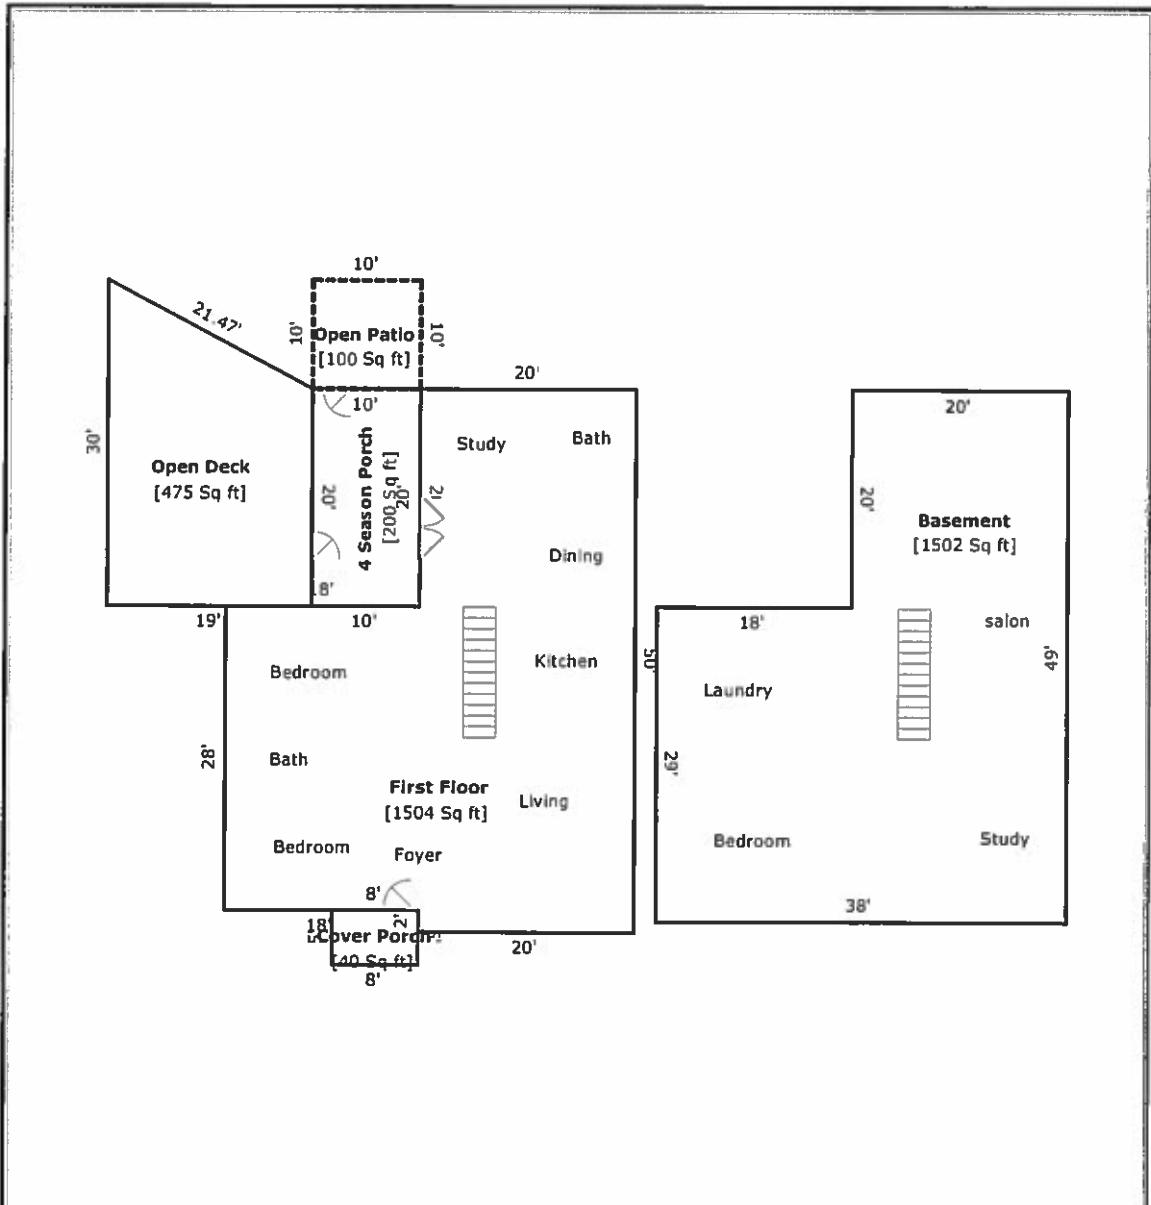 10'
21.47'
10'
10'
Open Patio
[100 Sq ft]
20'
10'
20'
30'
Open Deck
[475 Sq ft]
20'
4 Season Porch
[200 Sq ft]
20'
Study
Bath
20'
Basement
[1502 Sq ft]
Dining
18'
19'
10'
18'
salon
Bedroom
Kitchen
50'
49'
Laundry
28'
Bath
29'
First Floor
[1504 Sq ft]
Living
Bedroom
Foyer
Bedroom
Study
8'
38'
18'
2'
Cover Porch
[40 Sq ft]
20'
8'